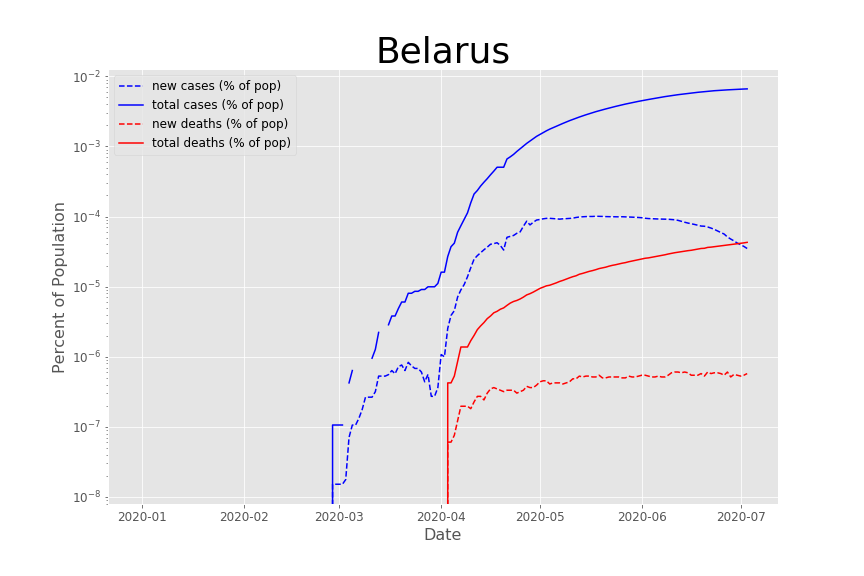 Belarus
new cases (% of pop)
total cases (% of pop)
new deaths (% of pop)
total deaths (% of pop)
Percent of Population
10⁻²
10⁻³
10⁻⁴
10⁻⁵
10⁻⁶
10⁻⁷
10⁻⁸
2020-01 2020-02 2020-03 2020-04 2020-05 2020-06 2020-07
Date